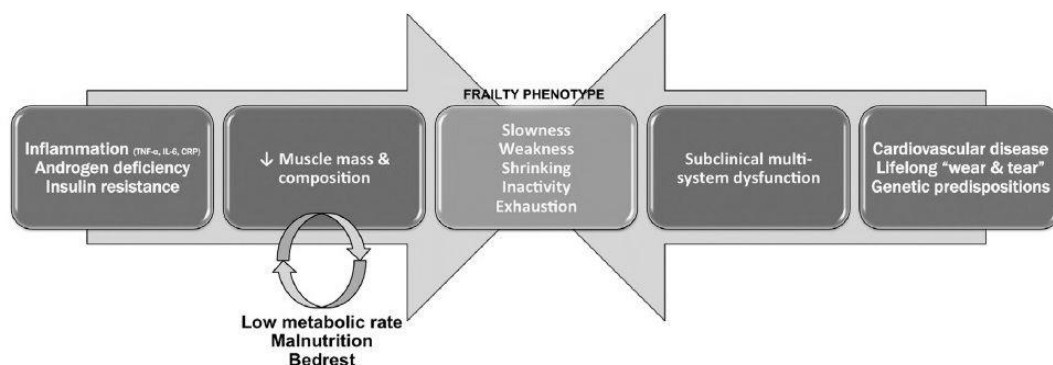 FRAILTY PHENOTYPE
Inflammation (TNF-α, IL-6, CRP)
Androgen deficiency
Insulin resistance
↓ Muscle mass &
composition
Slowness
Weakness
Shrinking
Inactivity
Exhaustion
Subclinical multi-
system dysfunction
Cardiovascular disease
Lifelong “wear & tear”
Genetic predispositions
Low metabolic rate
Malnutrition
Bedrest